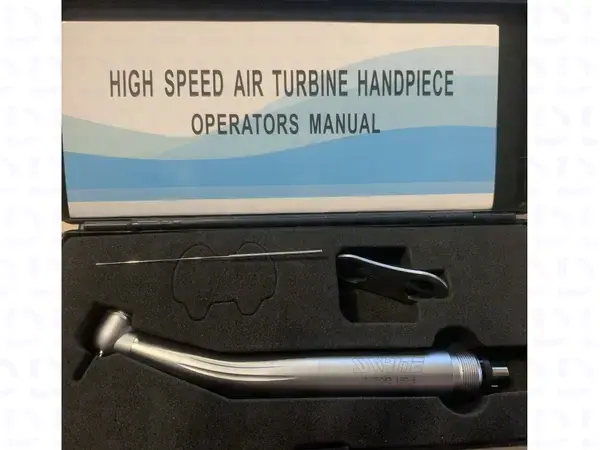 HIGH SPEED AIR TURBINE HANDPIECE
OPERATORS MANUAL